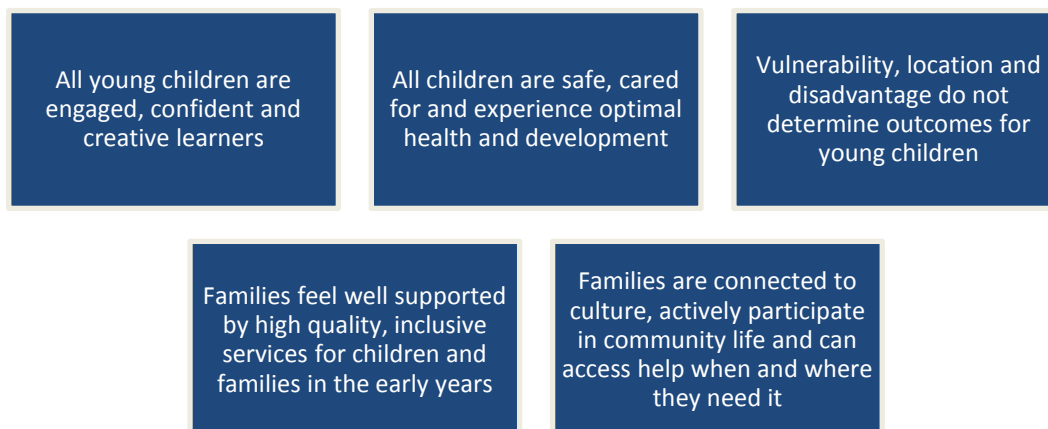 All young children are
engaged, confident and
creative learners
All children are safe, cared
for and experience optimal
health and development
Vulnerability, location and
disadvantage do not
determine outcomes for
young children
Families feel well supported
by high quality, inclusive
services for children and
families in the early years
Families are connected to
culture, actively participate
in community life and can
access help when and where
they need it